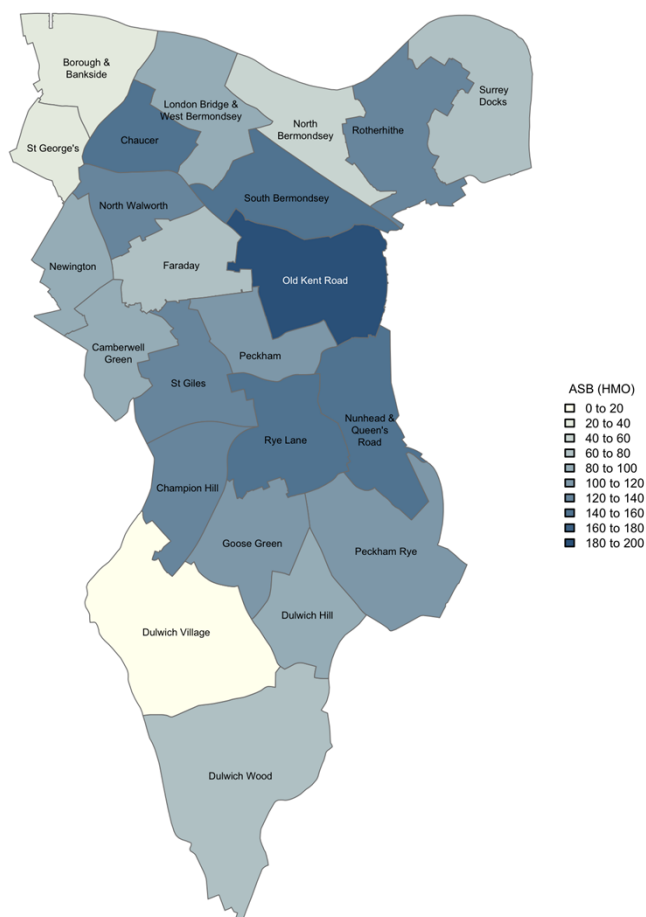 Borough &
Bankside
London Bridge &
West Bermondsey
Surrey
Docks
North
Bermondsey
Rotherhithe
Chaucer
St George's
South Bermondsey
North Walworth
Newington
Faraday
Old Kent Road
Camberwell
Green
Peckham
St Giles
Nunhead &
Queen's
Road
Rye Lane
Champion Hill
Goose Green
Peckham Rye
Dulwich Hill
Dulwich Village
Dulwich Wood
ASB (HMO)
0 to 20
20 to 40
40 to 60
60 to 80
80 to 100
100 to 120
120 to 140
140 to 160
160 to 180
180 to 200